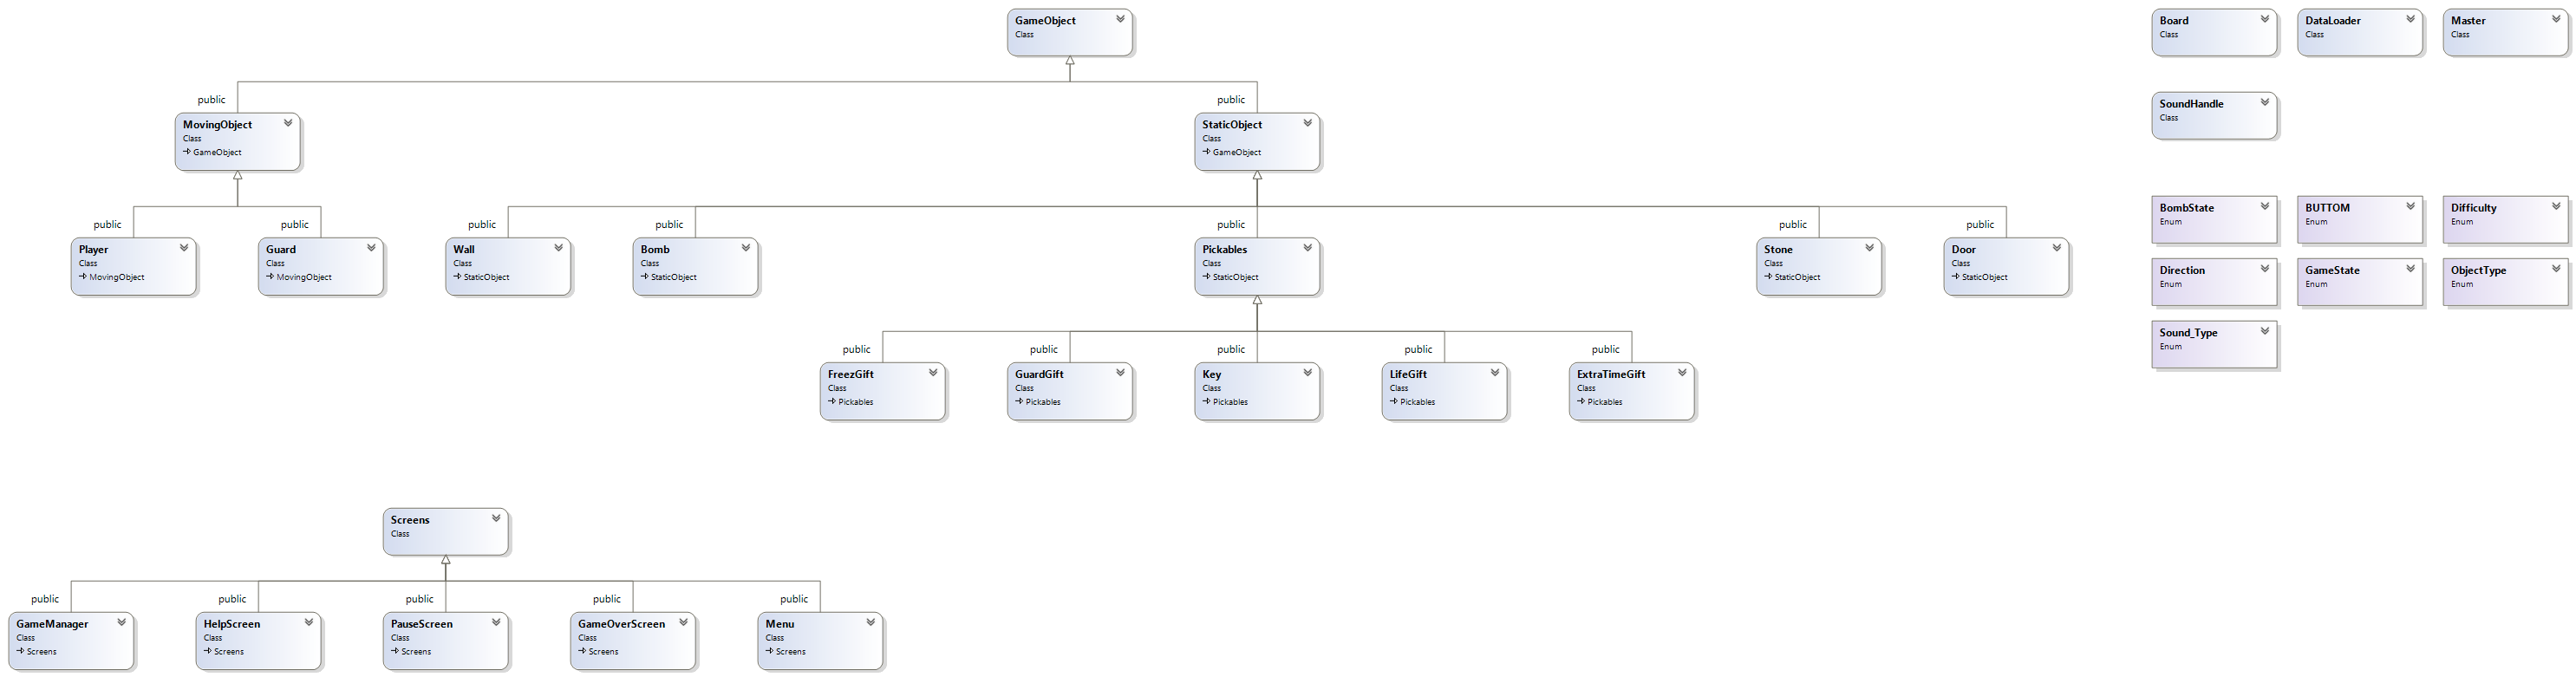 GameObject
Class
public
public
MovingObject
Class
GameObject
StaticObject
Class
GameObject
public
public
public
public
public
public
public
Player
Class
MovingObject
Guard
Class
MovingObject
Wall
Class
StaticObject
Bomb
Class
StaticObject
Pickables
Class
StaticObject
Stone
Class
StaticObject
Door
Class
StaticObject
public
public
public
public
public
FreezGift
Class
Pickables
GuardGift
Class
Pickables
Key
Class
Pickables
LifeGift
Class
Pickables
ExtraTimeGift
Class
Pickables
Screens
Class
public
public
public
public
public
GameManager
Class
Screens
HelpScreen
Class
Screens
PauseScreen
Class
Screens
GameOverScreen
Class
Screens
Menu
Class
Screens
Board
Class
DataLoader
Class
Master
Class
SoundHandle
Class
BombState
Enum
BUTTOM
Enum
Difficulty
Enum
Direction
Enum
GameState
Enum
ObjectType
Enum
Sound_Type
Enum